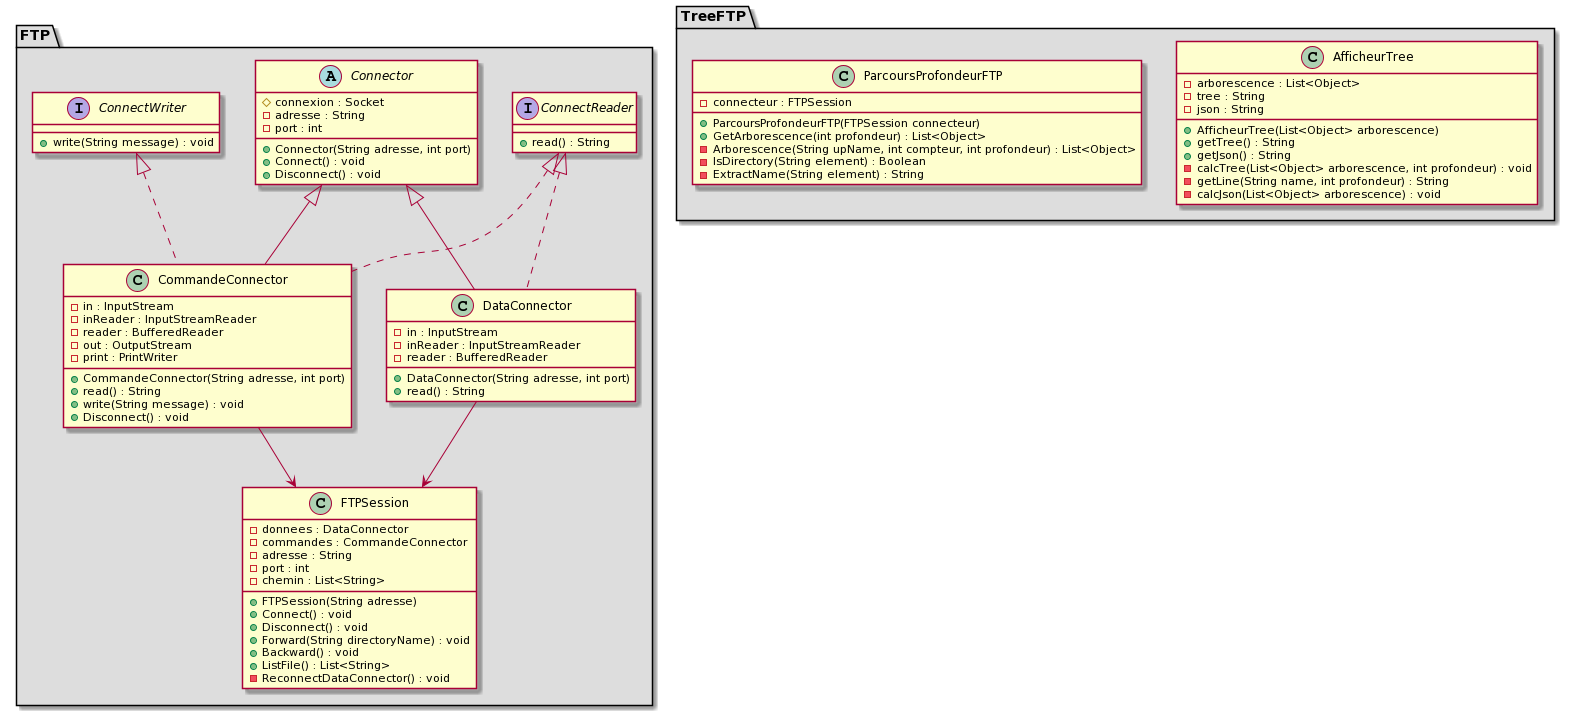 FTP
ConnectWriter
write(String message) : void
Connector
connexion : Socket
adresse : String
port : int
Connector(String adresse, int port)
Connect() : void
Disconnect() : void
ConnectReader
read() : String
CommandeConnector
in : InputStream
inReader : InputStreamReader
reader : BufferedReader
out : OutputStream
print : PrintWriter
CommandeConnector(String adresse, int port)
read() : String
write(String message) : void
Disconnect() : void
DataConnector
in : InputStream
inReader : InputStreamReader
reader : BufferedReader
DataConnector(String adresse, int port)
read() : String
FTPSession
donnees : DataConnector
commandes : CommandeConnector
adresse : String
port : int
chemin : List<String>
FTPSession(String adresse)
Connect() : void
Disconnect() : void
Forward(String directoryName) : void
Backward() : void
ListFile() : List<String>
ReconnectDataConnector() : void
TreeFTP
ParcoursProfondeurFTP
connecteur : FTPSession
ParcoursProfondeurFTP(FTPSession connecteur)
GetArborescence(int profondeur) : List<Object>
Arborescence(String upName, int compteur, int profondeur) : List<Object>
IsDirectory(String element) : Boolean
ExtractName(String element) : String
AfficheurTree
arborescence : List<Object>
tree : String
json : String
AfficheurTree(List<Object> arborescence)
getTree() : String
getJson() : String
calcTree(List<Object> arborescence, int profondeur) : void
getLine(String name, int profondeur) : String
calcJson(List<Object> arborescence) : void
I
A
I
C
C
C
C
C